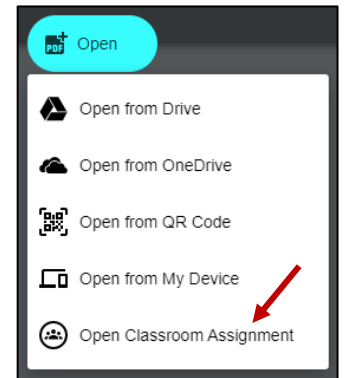 PDF Open
Open from Drive
Open from OneDrive
Open from QR Code
Open from My Device
Open Classroom Assignment